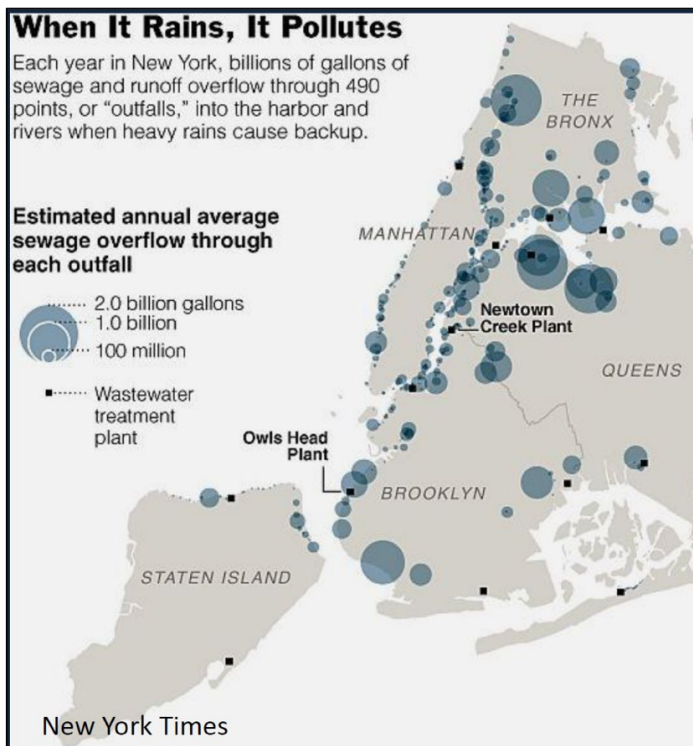 When It Rains, It Pollutes
Each year in New York, billions of gallons of
sewage and runoff overflow through 490
points, or “outfalls,” into the harbor and
rivers when heavy rains cause backup.
THE
BRONX
Estimated annual average
sewage overflow through
each outfall
MANHATTAN
2.0 billion gallons
1.0 billion
100 million
Newtown
Creek Plant
QUEENS
Wastewater
treatment
plant
Owls Head
Plant
BROOKLYN
STATEN ISLAND
New York Times